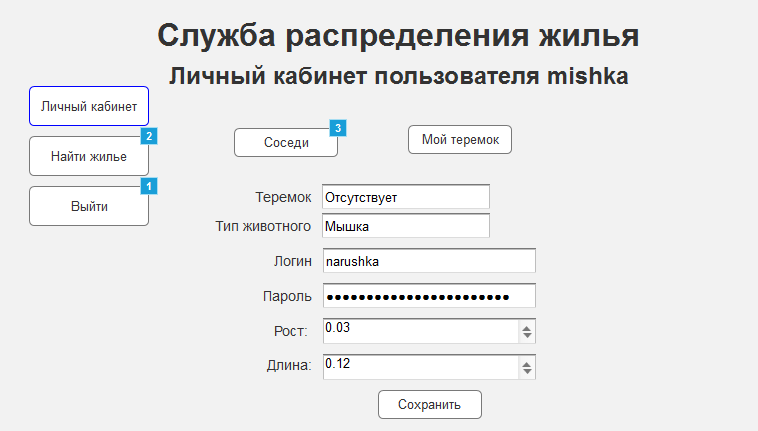 Служба распределения жилья
Личный кабинет пользователя mishka
Личный кабинет
2
Найти жилье
1
Выйти
3
Соседи
Мой теремок
Теремок Отсутствует
Тип животного Мышка
Логин narushka
Пароль ●●●●●●●●●●●●●●●●●●●●●●●
Рост: 0.03
Длина: 0.12
Сохранить